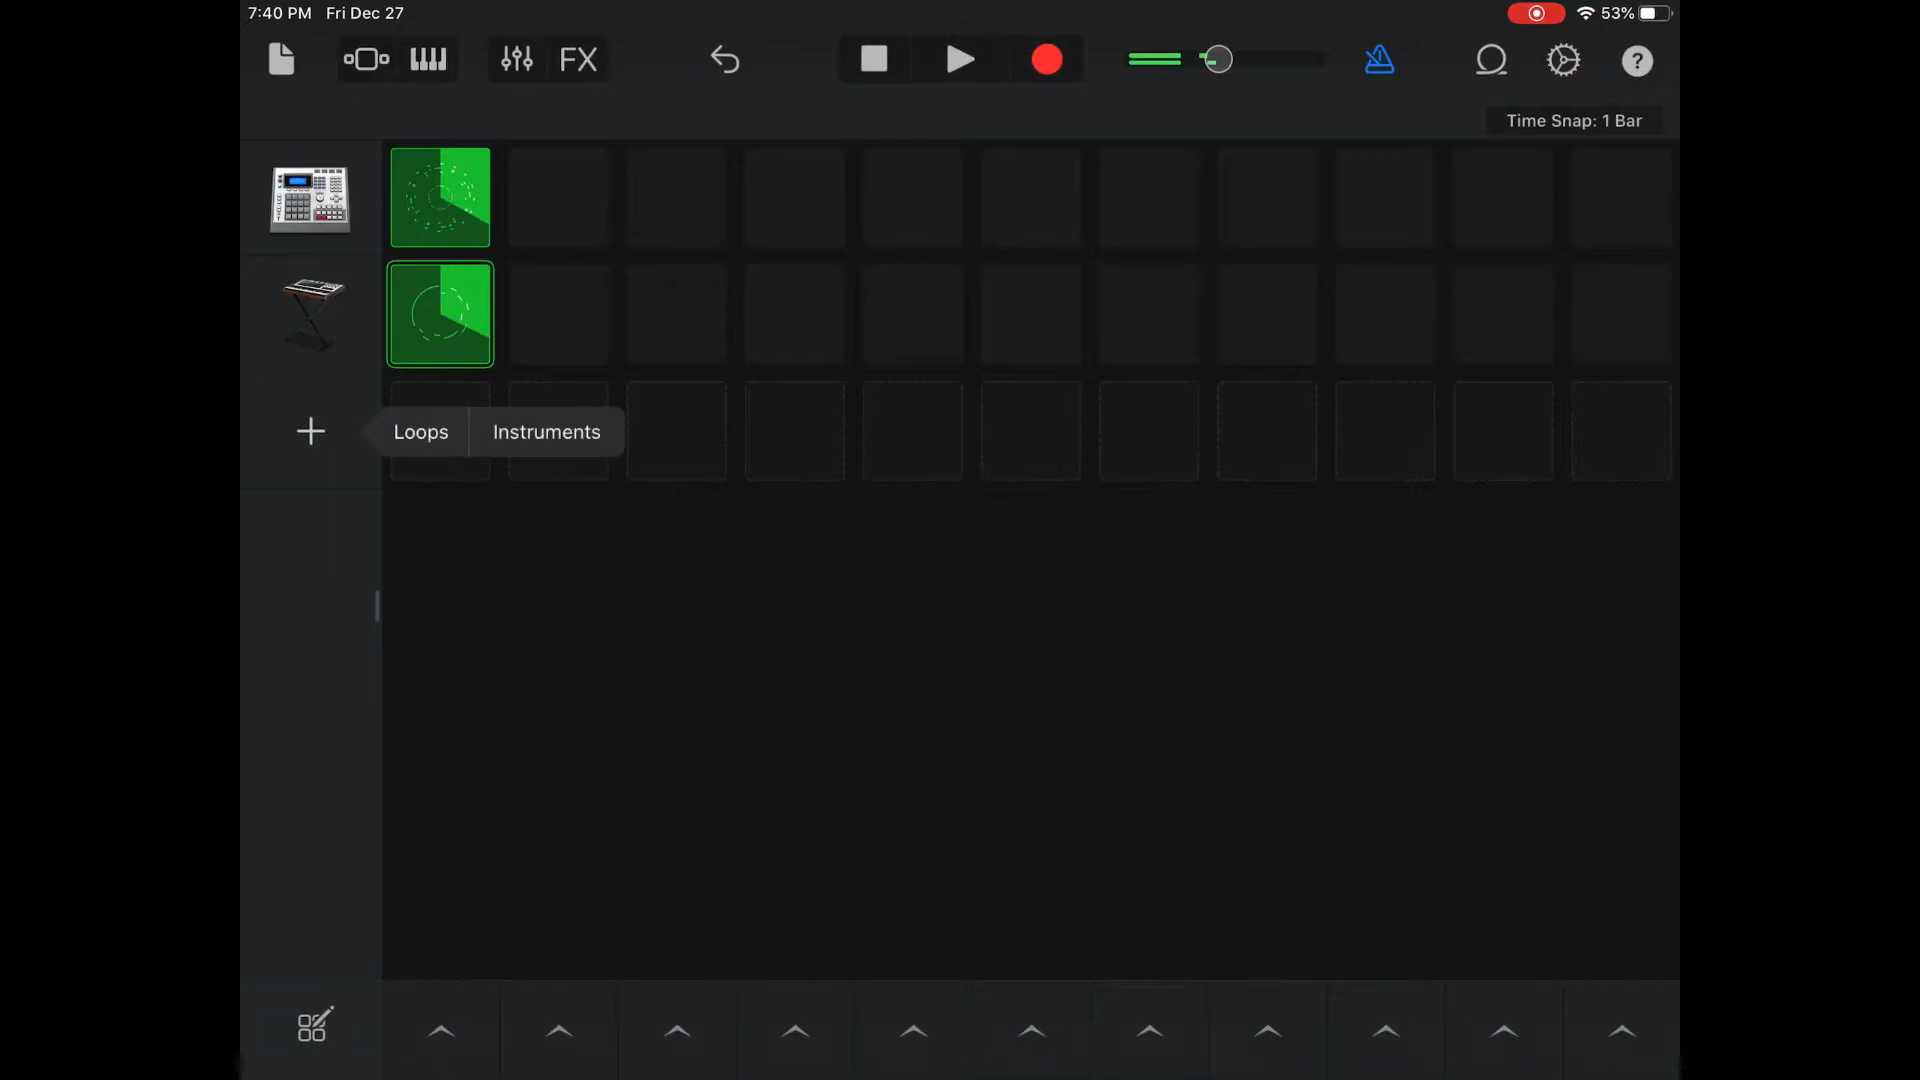 7:40 PM Fri Dec 27
53%
FX
?
Time Snap: 1 Bar
Loops
Instruments